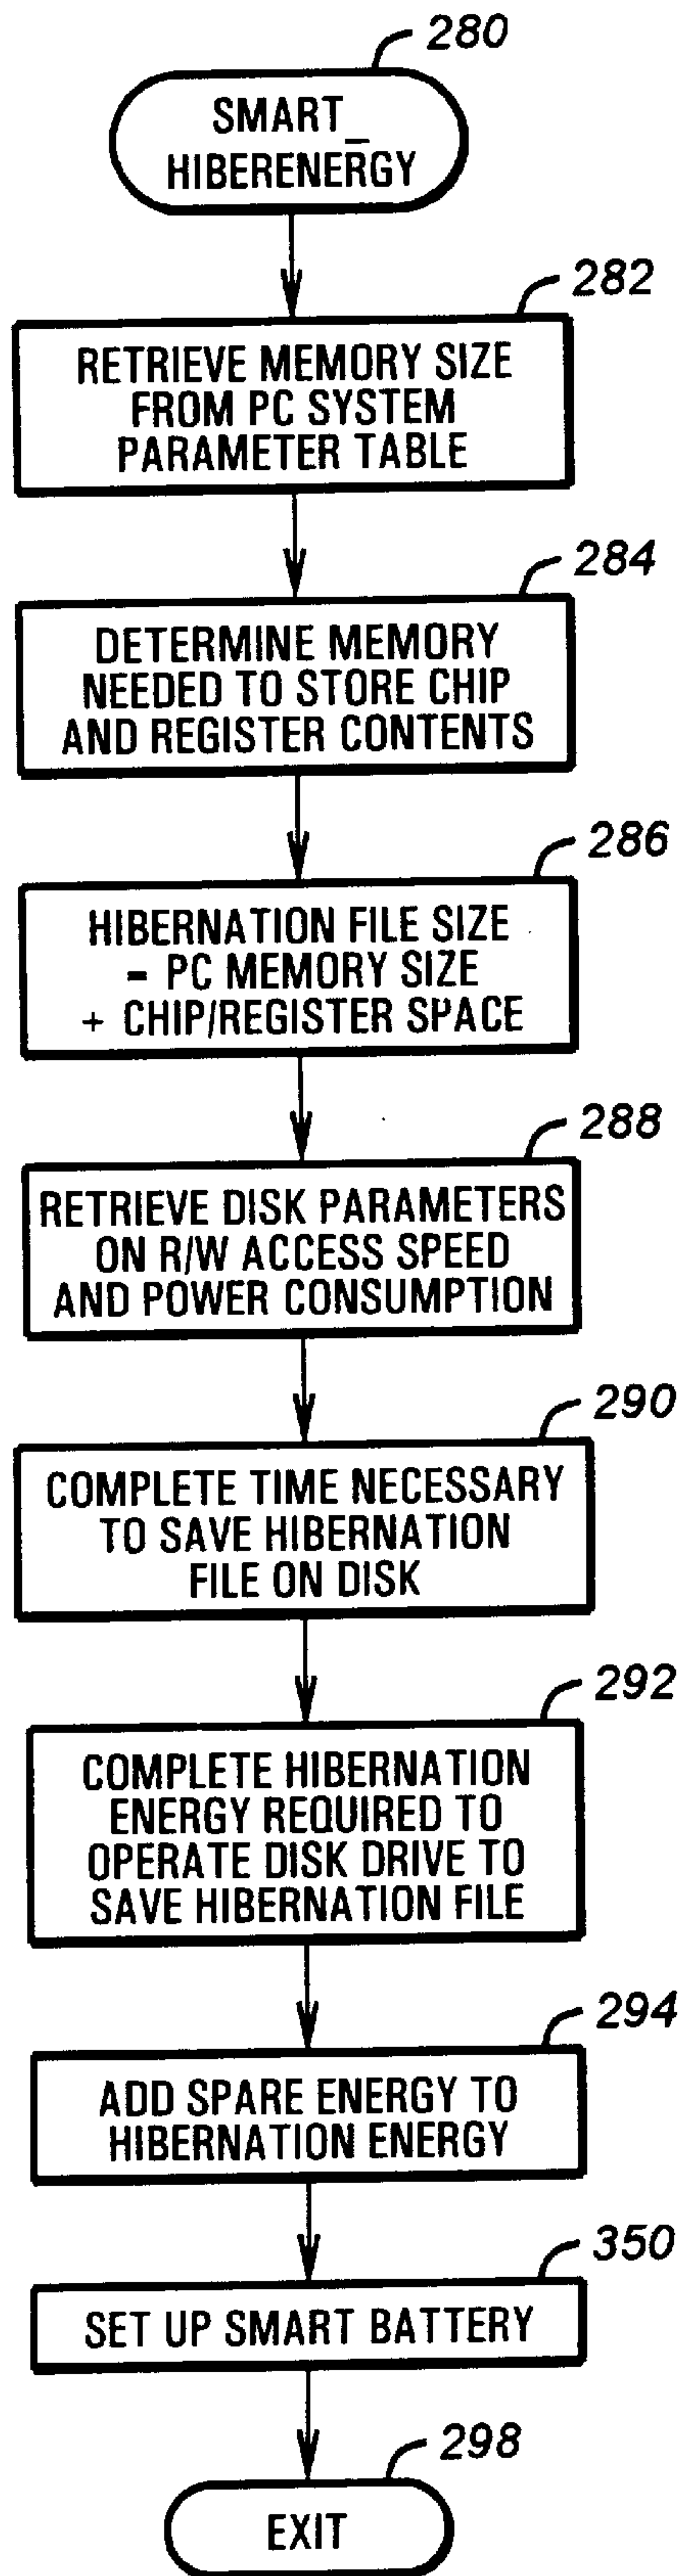 280
SMART_
HIBERENERGY
282
RETRIEVE MEMORY SIZE
FROM PC SYSTEM
PARAMETER TABLE
284
DETERMINE MEMORY
NEEDED TO STORE CHIP
AND REGISTER CONTENTS
286
HIBERNATION FILE SIZE
= PC MEMORY SIZE
+ CHIP/REGISTER SPACE
288
RETRIEVE DISK PARAMETERS
ON R/W ACCESS SPEED
AND POWER CONSUMPTION
290
COMPLETE TIME NECESSARY
TO SAVE HIBERNATION
FILE ON DISK
292
COMPLETE HIBERNATION
ENERGY REQUIRED TO
OPERATE DISK DRIVE TO
SAVE HIBERNATION FILE
294
ADD SPARE ENERGY TO
HIBERNATION ENERGY
350
SET UP SMART BATTERY
298
EXIT